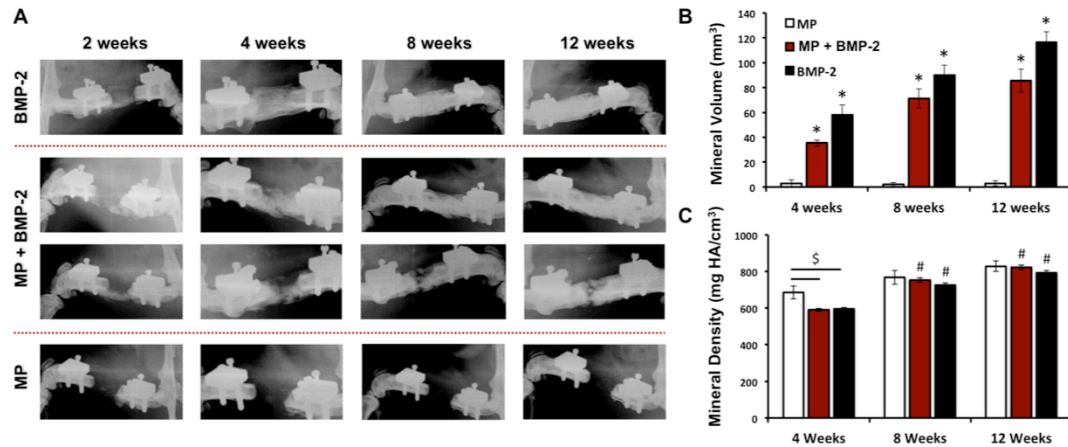 A
2 weeks 4 weeks 8 weeks 12 weeks
BMP-2
MP + BMP-2
MP
B
Mineral Volume (mm³)
140
120
100
80
60
40
20
0
MP
MP + BMP-2
BMP-2
* * * * * *
4 weeks 8 weeks 12 weeks
C
Mineral Density (mg HA/cm³)
1000
800
600
400
200
0
$
# # # #
4 Weeks 8 Weeks 12 Weeks